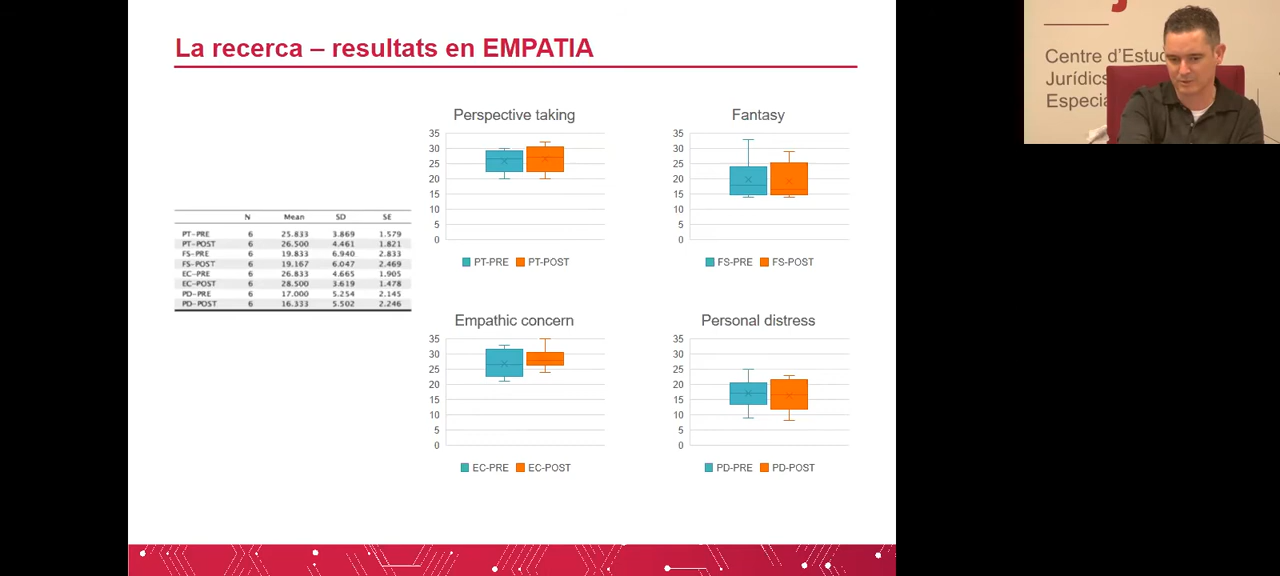 La recerca – resultats en EMPATIA
N Mean SD SE
PT-PRE 6 25.833 3.869 1.579
PT-POST 6 26.500 4.461 1.821
FS-PRE 6 19.833 6.940 2.833
FS-POST 6 19.167 6.047 2.469
EC-PRE 6 26.833 4.665 1.905
EC-POST 6 28.500 3.619 1.478
PD-PRE 6 17.000 5.254 2.145
PD-POST 6 16.333 5.502 2.246
Perspective taking
35
30
25
20
15
10
5
0
PT-PRE PT-POST
Fantasy
35
30
25
20
15
10
5
0
FS-PRE FS-POST
Empathic concern
35
30
25
20
15
10
5
0
EC-PRE EC-POST
Personal distress
35
30
25
20
15
10
5
0
PD-PRE PD-POST
Centre d'Estud
Jurídics
Especia